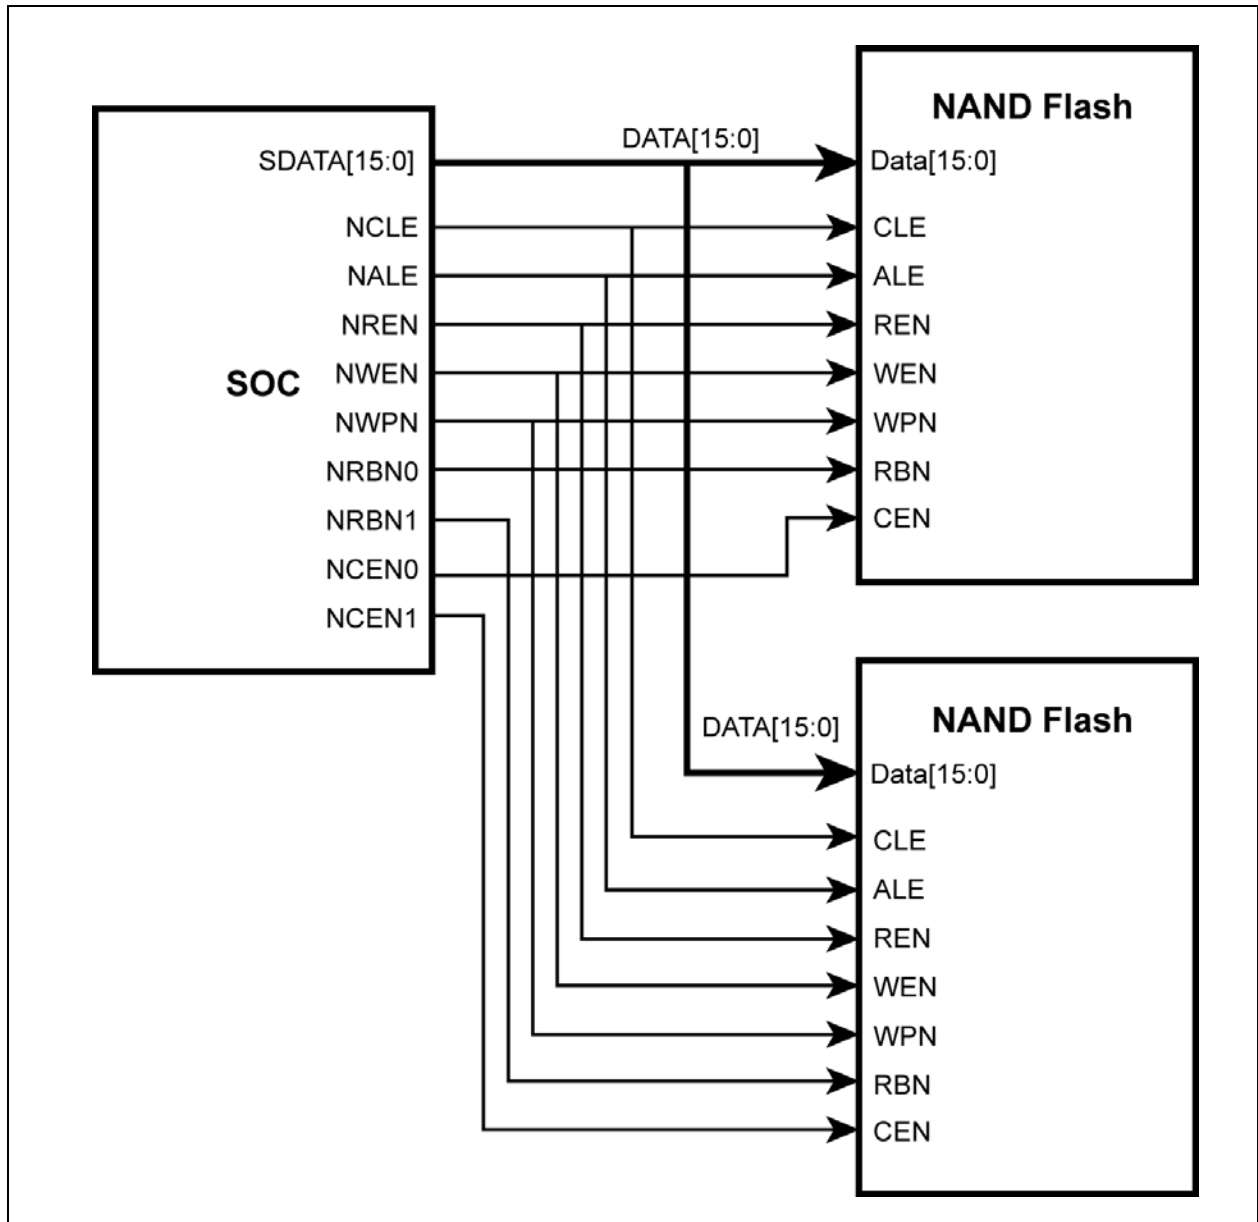 SOC
SDATA[15:0]
NCLE
NALE
NREN
NWEN
NWPN
NRBN0
NRBN1
NCEN0
NCEN1
DATA[15:0]
NAND Flash
Data[15:0]
CLE
ALE
REN
WEN
WPN
RBN
CEN
DATA[15:0]
NAND Flash
Data[15:0]
CLE
ALE
REN
WEN
WPN
RBN
CEN